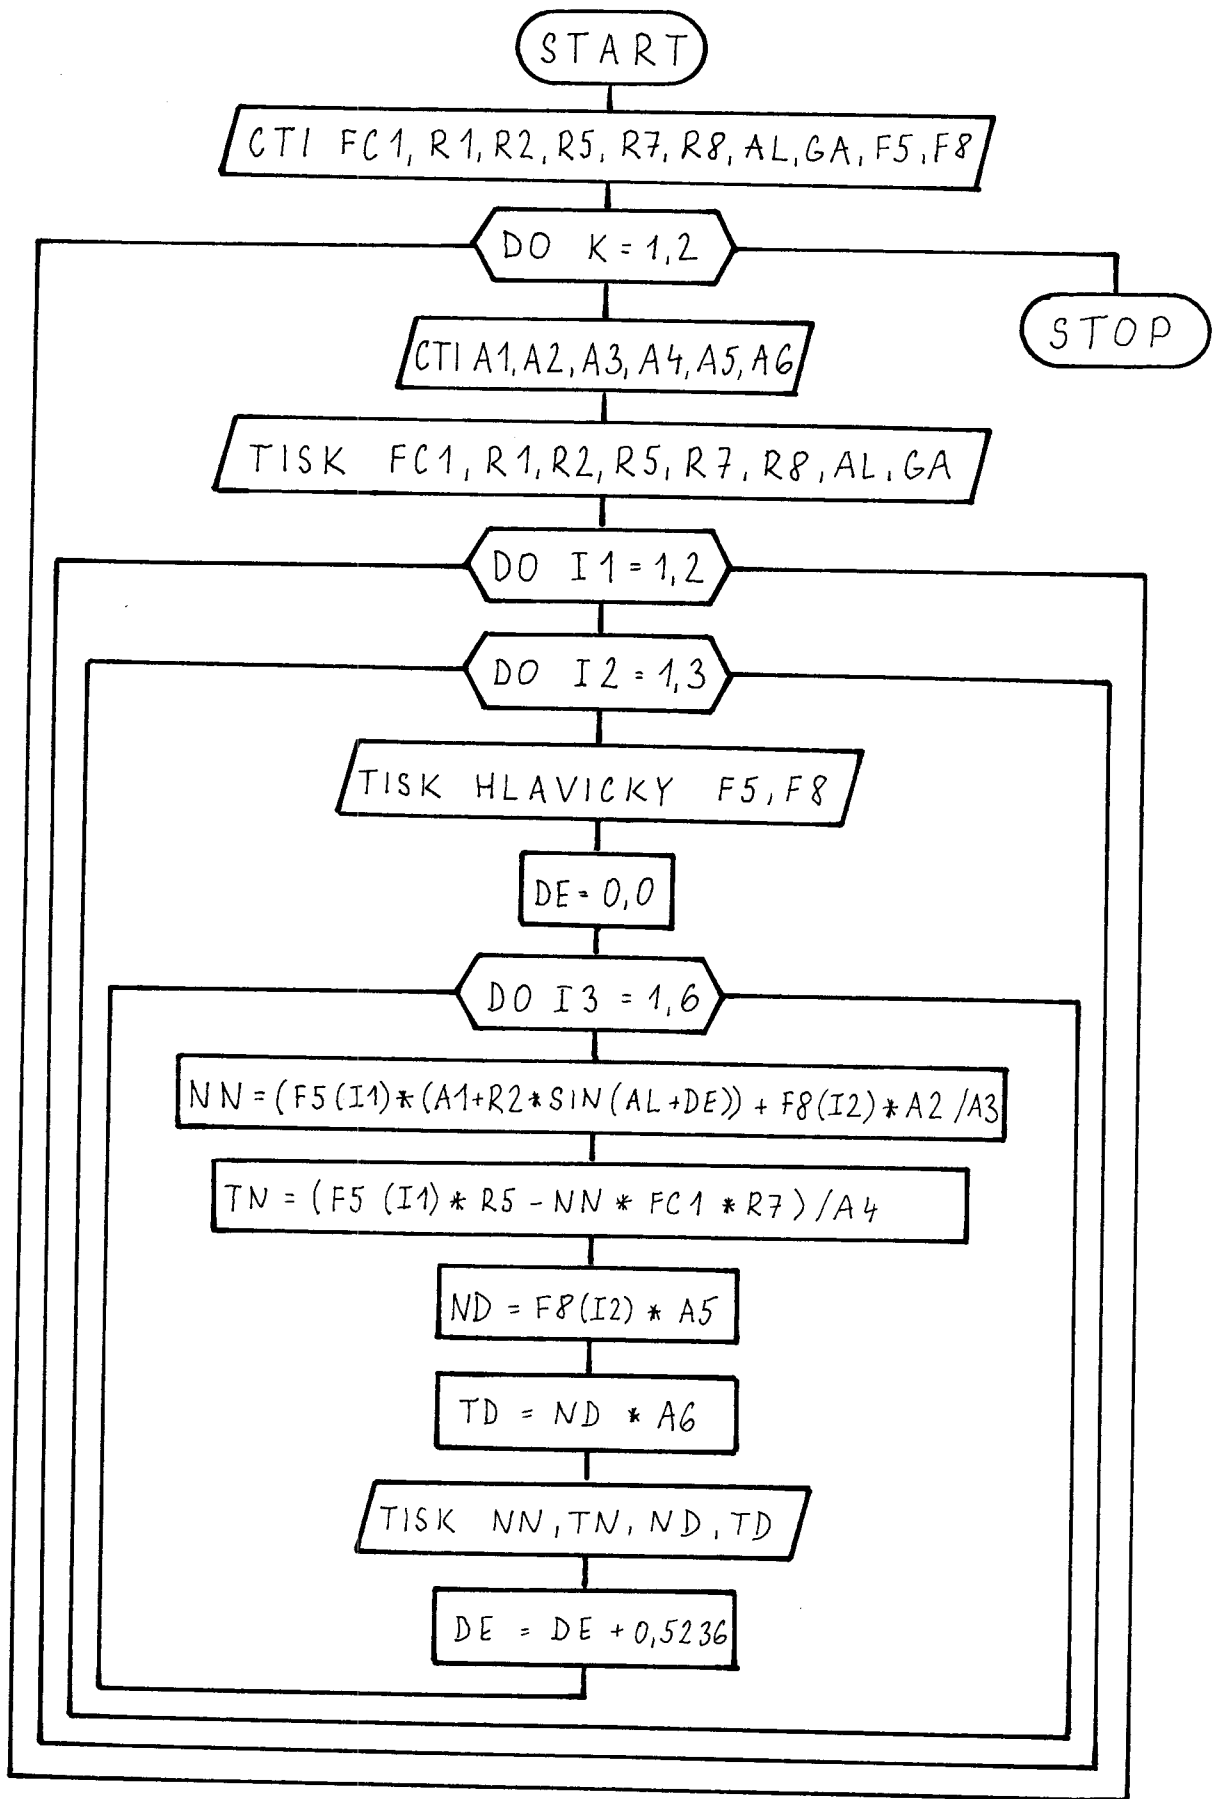 START
CTI FC1, R1, R2, R5, R7, R8, AL, GA, F5, F8
DO K = 1,2
STOP
CTI A1, A2, A3, A4, A5, A6
TISK FC1, R1, R2, R5, R7, R8, AL, GA
DO I1 = 1,2
DO I2 = 1,3
TISK HLAVICKY F5, F8
DE = 0,0
DO I3 = 1,6
NN = (F5(I1)*(A1+R2*SIN(AL+DE)) + F8(I2)*A2/A3
TN = (F5(I1)*R5-NN*FC1*R7)/A4
ND = F8(I2) * A5
TD = ND * A6
TISK NN, TN, ND, TD
DE = DE + 0,5236